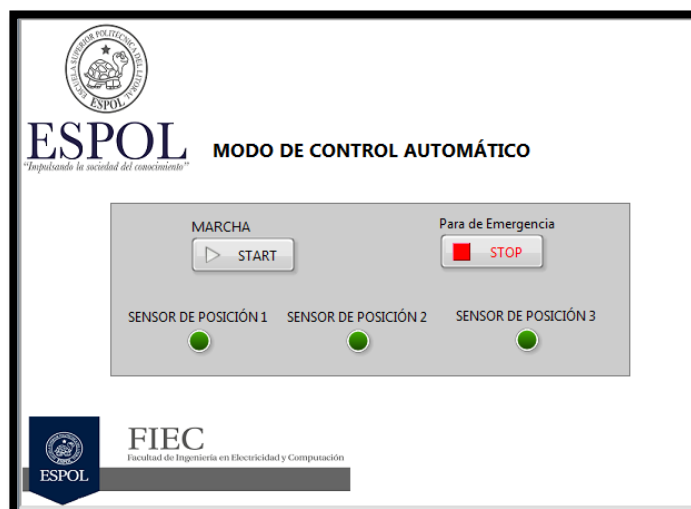 ESCUELA SUPERIOR POLITECNICA DEL LITORAL
ESPOL
ESPOL
"Impulsando la sociedad del conocimiento"
MODO DE CONTROL AUTOMÁTICO
MARCHA
Para de Emergencia
START
STOP
SENSOR DE POSICIÓN 1
SENSOR DE POSICIÓN 2
SENSOR DE POSICIÓN 3
FIEC
Facultad de Ingeniería en Electricidad y Computación
ESPOL